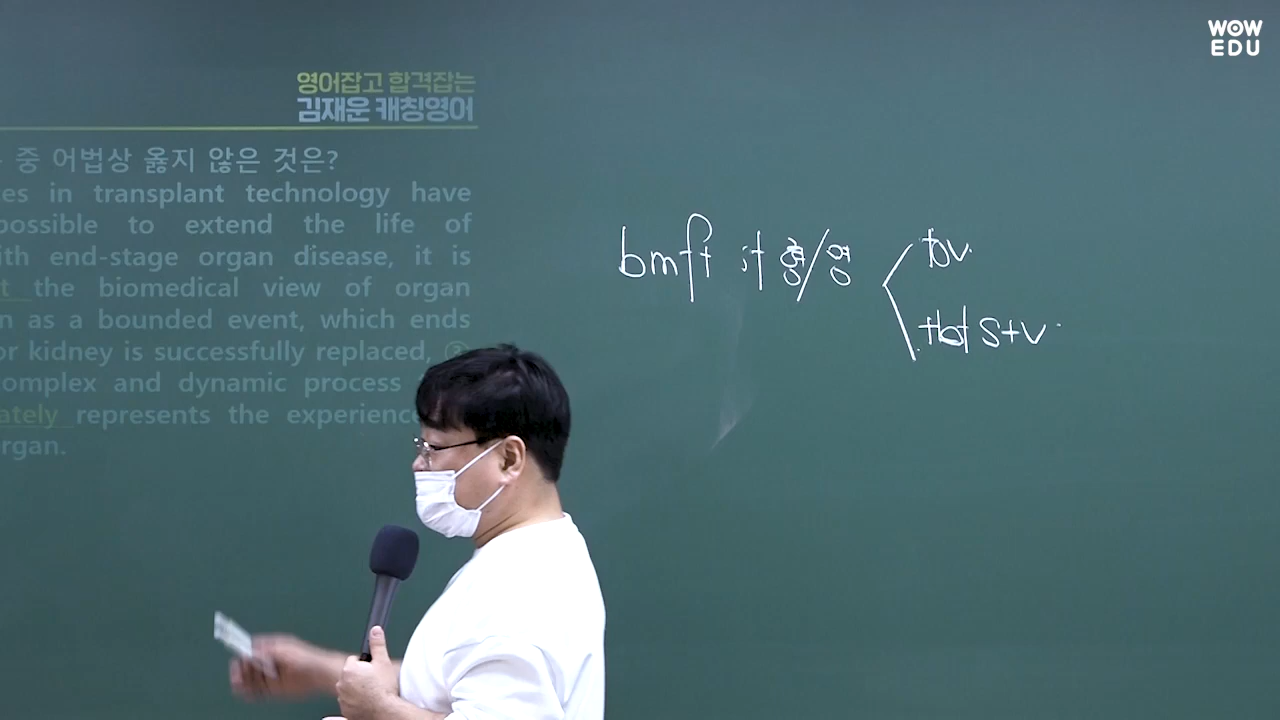 WOW
EDU
영어잡고 합격잡는
김재운 캐칭영어
중 어법상 옳지 않은 것은?
es in transplant technology have
possible to extend the life of
ith end-stage organ disease, it is
t the biomedical view of organ
n as a bounded event, which ends
or kidney is successfully replaced, ②
complex and dynamic process
ately represents the experience
rgan.
bmfft it 형/명
to v.
that S+V.